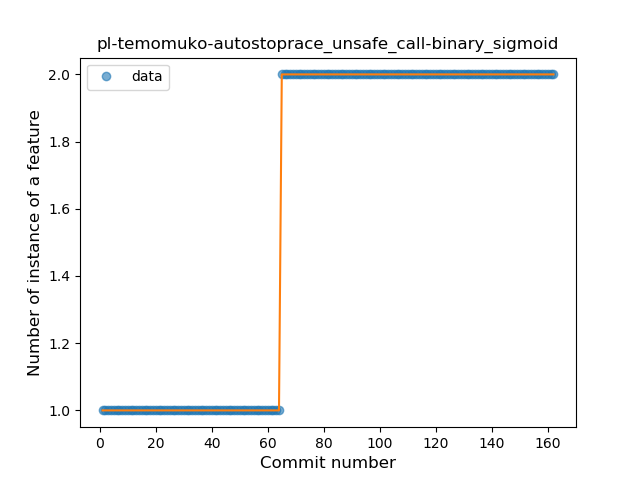 pl-temomuko-autostoprace_unsafe_call-binary_sigmoid
data
Number of instance of a feature
2.0
1.8
1.6
1.4
1.2
1.0
0 20 40 60 80 100 120 140 160
Commit number